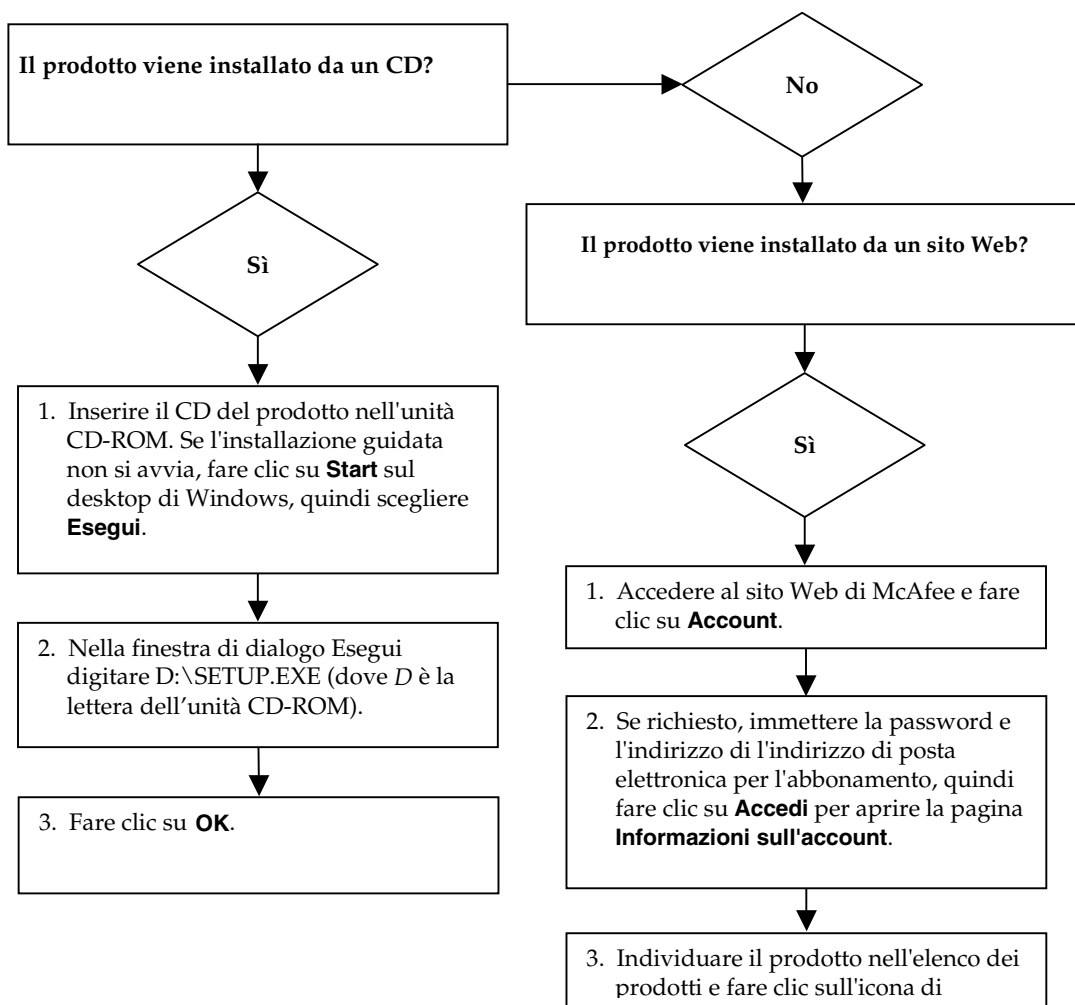 Il prodotto viene installato da un CD?
No
Sì
Il prodotto viene installato da un sito Web?
1. Inserire il CD del prodotto nell'unità
CD-ROM. Se l'installazione guidata
non si avvia, fare clic su Start sul
desktop di Windows, quindi scegliere
Esegui.
2. Nella finestra di dialogo Esegui
digitare D:\SETUP.EXE (dove D è la
lettera dell'unità CD-ROM).
3. Fare clic su OK.
Sì
1. Accedere al sito Web di McAfee e fare
clic su Account.
2. Se richiesto, immettere la password e
l'indirizzo di l'indirizzo di posta
elettronica per l'abbonamento, quindi
fare clic su Accedi per aprire la pagina
Informazioni sull'account.
3. Individuare il prodotto nell'elenco dei
prodotti e fare clic sull'icona di